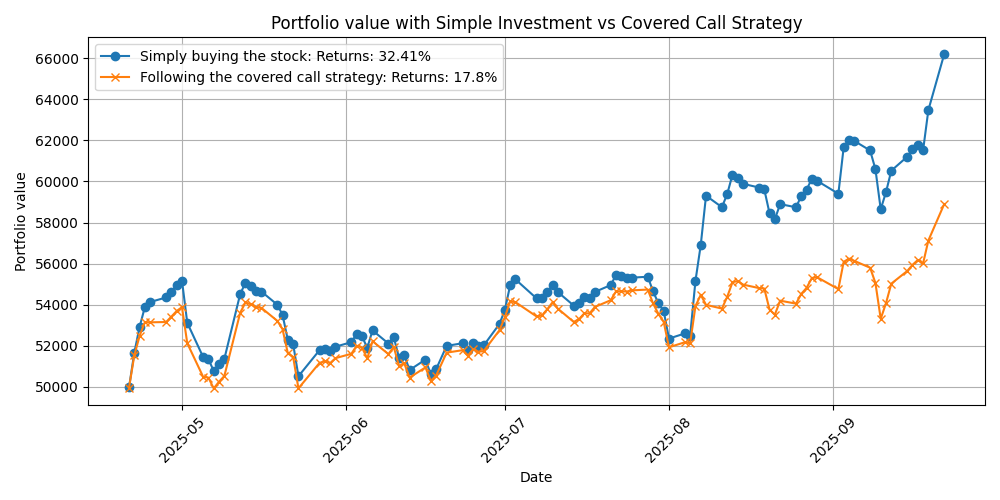 Portfolio value with Simple Investment vs Covered Call Strategy
Simply buying the stock: Returns: 32.41%
Following the covered call strategy: Returns: 17.8%
Portfolio value
66000
64000
62000
60000
58000
56000
54000
52000
50000
2025-05
2025-06
2025-07
2025-08
2025-09
Date